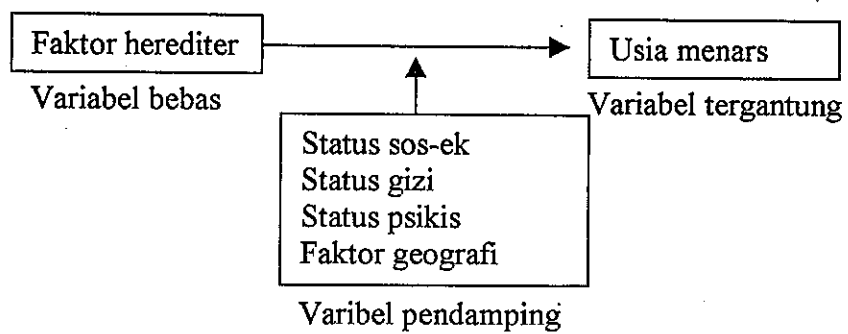 Faktor herediter
Variabel bebas
Usia menars
Variabel tergantung
Status sos-ek
Status gizi
Status psikis
Faktor geografi
Varibel pendamping